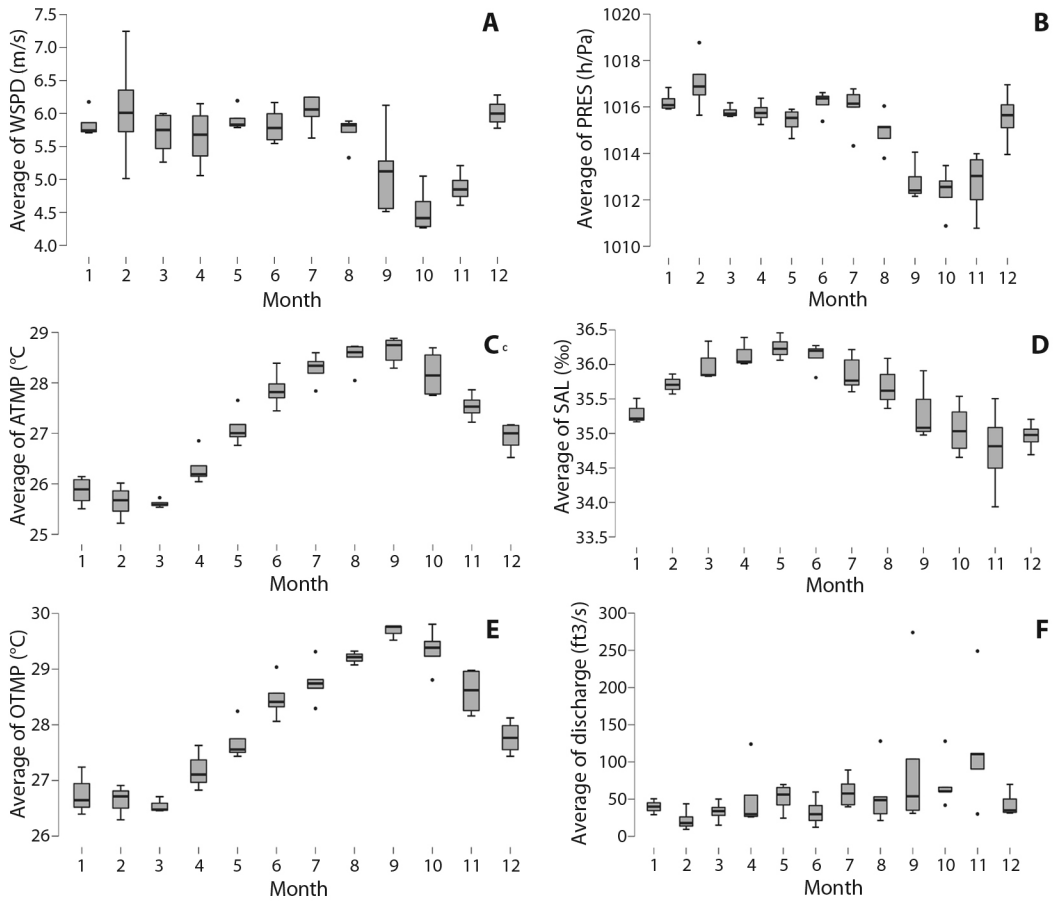 A
Average of WSPD (m/s)
7.5
7.0
6.5
6.0
5.5
5.0
4.5
4.0
1 2 3 4 5 6 7 8 9 10 11 12
Month
B
Average of PRES (h/Pa)
1020
1018
1016
1014
1012
1010
1 2 3 4 5 6 7 8 9 10 11 12
Month
C c
Average of ATMP (°C
29
28
27
26
25
1 2 3 4 5 6 7 8 9 10 11 12
Month
D
Average of SAL (‰)
36.5
36.0
35.5
35.0
34.5
34.0
33.5
1 2 3 4 5 6 7 8 9 10 11 12
Month
E
Average of OTMP (°C)
30
29
28
27
26
1 2 3 4 5 6 7 8 9 10 11 12
Month
F
Average of discharge (ft3/s)
300
250
200
150
100
50
0
1 2 3 4 5 6 7 8 9 10 11 12
Month